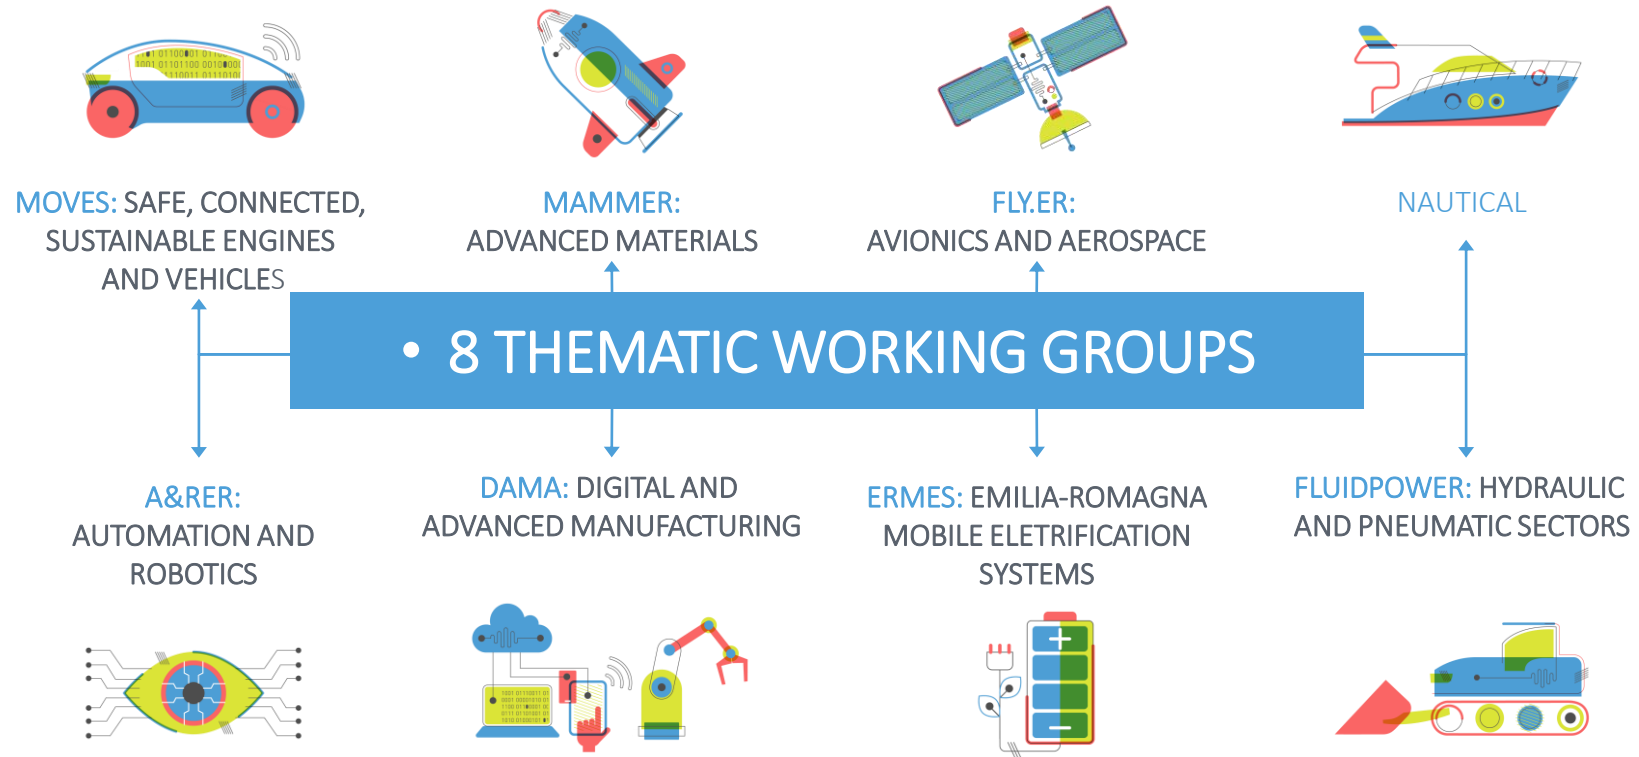 MOVES: SAFE, CONNECTED,
SUSTAINABLE ENGINES
AND VEHICLES
MAMMER:
ADVANCED MATERIALS
FLY.ER:
AVIONICS AND AEROSPACE
NAUTICAL
• 8 THEMATIC WORKING GROUPS
A&RER:
AUTOMATION AND
ROBOTICS
DAMA: DIGITAL AND
ADVANCED MANUFACTURING
ERMES: EMILIA-ROMAGNA
MOBILE ELETRIFICATION
SYSTEMS
FLUIDPOWER: HYDRAULIC
AND PNEUMATIC SECTORS